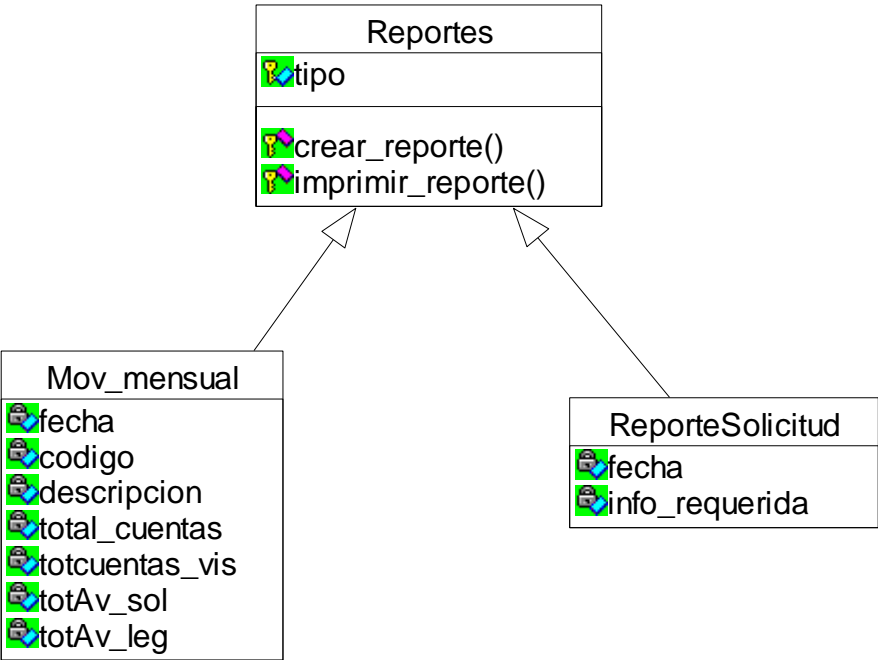 Reportes
tipo
crear_reporte()
imprimir_reporte()
Mov_mensual
fecha
codigo
descripcion
total_cuentas
totcuentas_vis
totAv_sol
totAv_leg
ReporteSolicitud
fecha
info_requerida